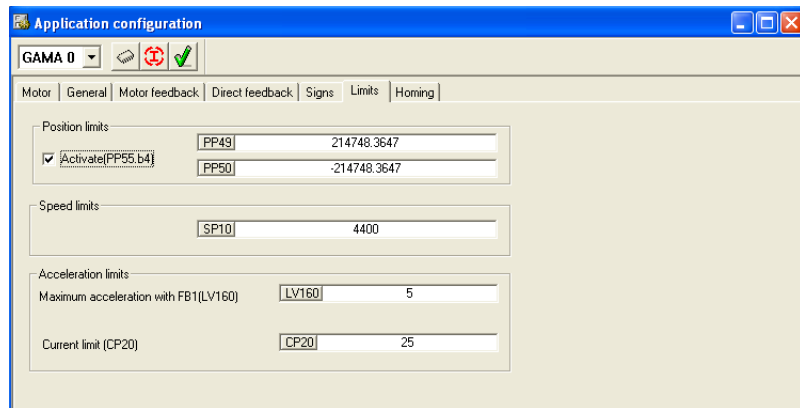 Application configuration
GAMA 0
Motor General Motor feedback Direct feedback Signs Limits Homing
Position limits
Activate(PP55.b4)
PP49 214748.3647
PP50 -214748.3647
Speed limits
SP10 4400
Acceleration limits
Maximum acceleration with FB1(LV160) LV160 5
Current limit (CP20) CP20 25